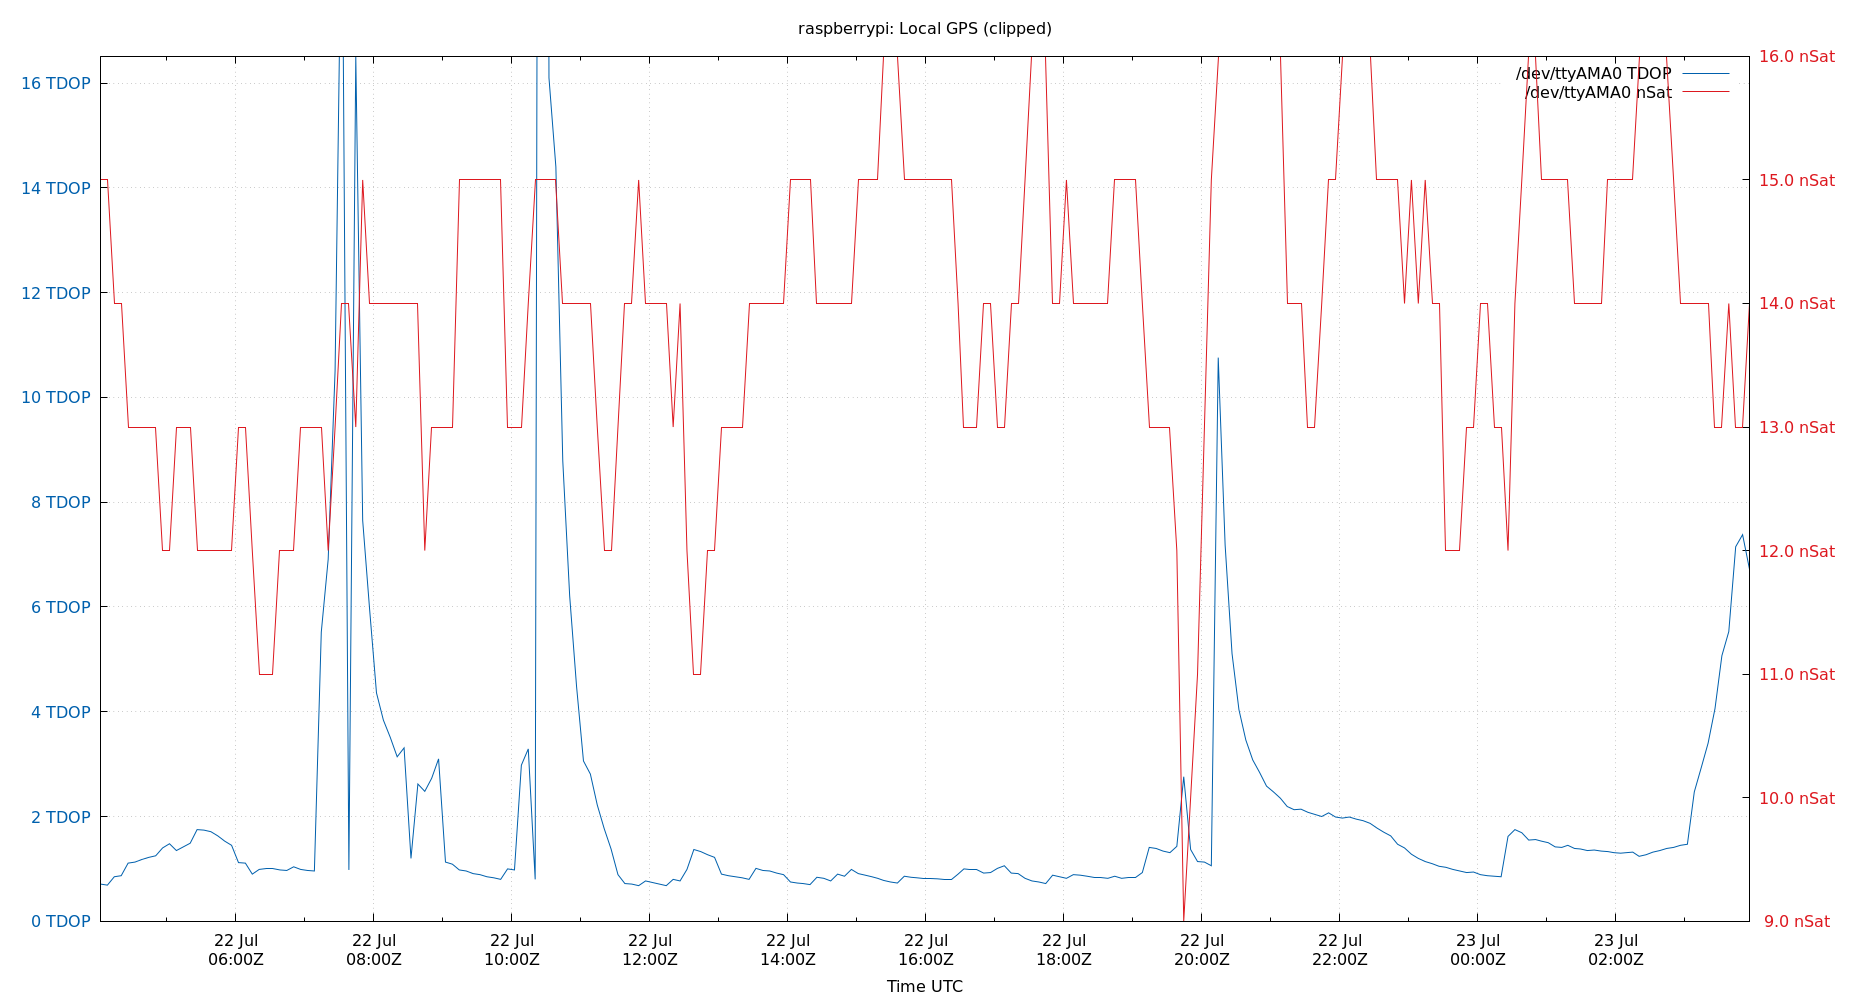 raspberrypi: Local GPS (clipped)
16 TDOP
14 TDOP
12 TDOP
10 TDOP
8 TDOP
6 TDOP
4 TDOP
2 TDOP
0 TDOP
/dev/ttyAMA0 TDOP
/dev/ttyAMA0 nSat
16.0 nSat
15.0 nSat
14.0 nSat
13.0 nSat
12.0 nSat
11.0 nSat
10.0 nSat
9.0 nSat
22 Jul 22 Jul 22 Jul 22 Jul 22 Jul 22 Jul 22 Jul 22 Jul 22 Jul 23 Jul 23 Jul
06:00Z 08:00Z 10:00Z 12:00Z 14:00Z 16:00Z 18:00Z 20:00Z 22:00Z 00:00Z 02:00Z
Time UTC